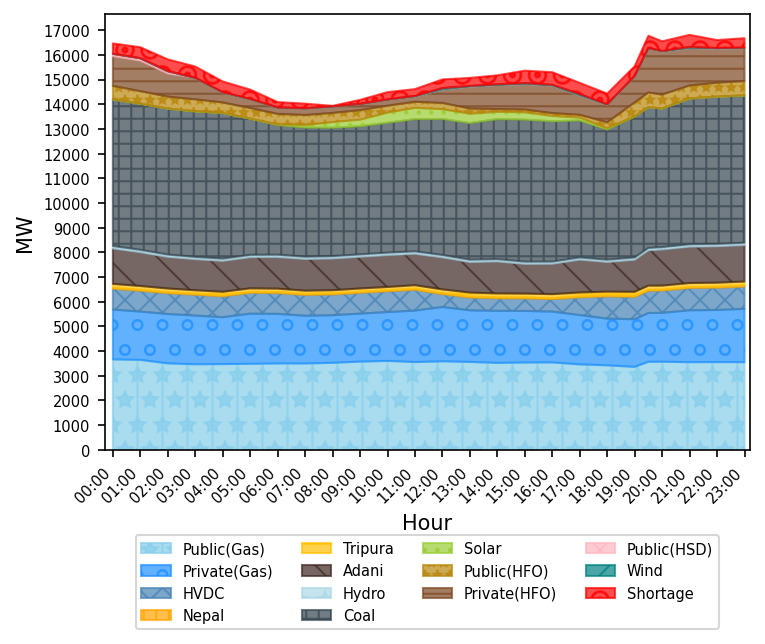 17000
16000
15000
14000
13000
12000
11000
10000
9000
8000
7000
6000
5000
4000
3000
2000
1000
0
MW
00:00 01:00 02:00 03:00 04:00 05:00 06:00 07:00 08:00 09:00 10:00 11:00 12:00 13:00 14:00 15:00 16:00 17:00 18:00 19:00 20:00 21:00 22:00 23:00
Hour
Public(Gas) Tripura Solar Public(HSD)
Private(Gas) Adani Public(HFO) Wind
HVDC Hydro Private(HFO) Shortage
Nepal Coal